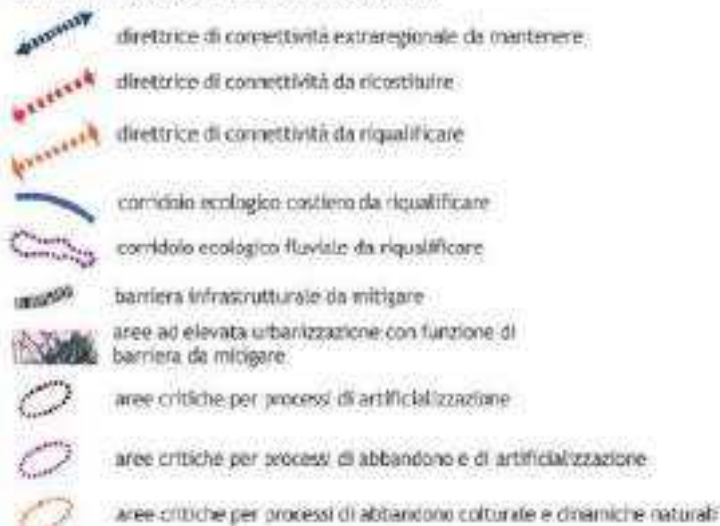 direttrice di connettività extraregionale da mantenere
direttrice di connettività da ricostituire
direttrice di connettività da riqualificare
corridoio ecologico costiero da riqualificare
corridoio ecologico fluviale da riqualificare
barriera infrastrutturale da mitigare
aree ad elevata urbanizzazione con funzione di
barriera da mitigare
aree critiche per processi di artificializzazione
aree critiche per processi di abbandono e di artificializzazione
aree critiche per processi di abbandono colturale e dinamiche naturali